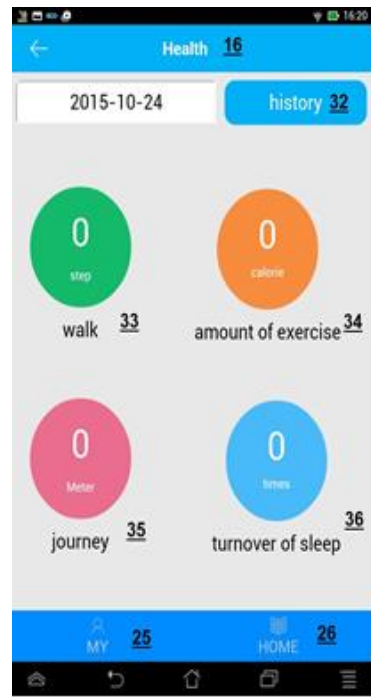 16:20
Health 16
2015-10-24 history 32
0 0
step calorie
walk 33 amount of exercise 34
0 0
Meter times
journey 35 turnover of sleep 36
MY 25 HOME 26